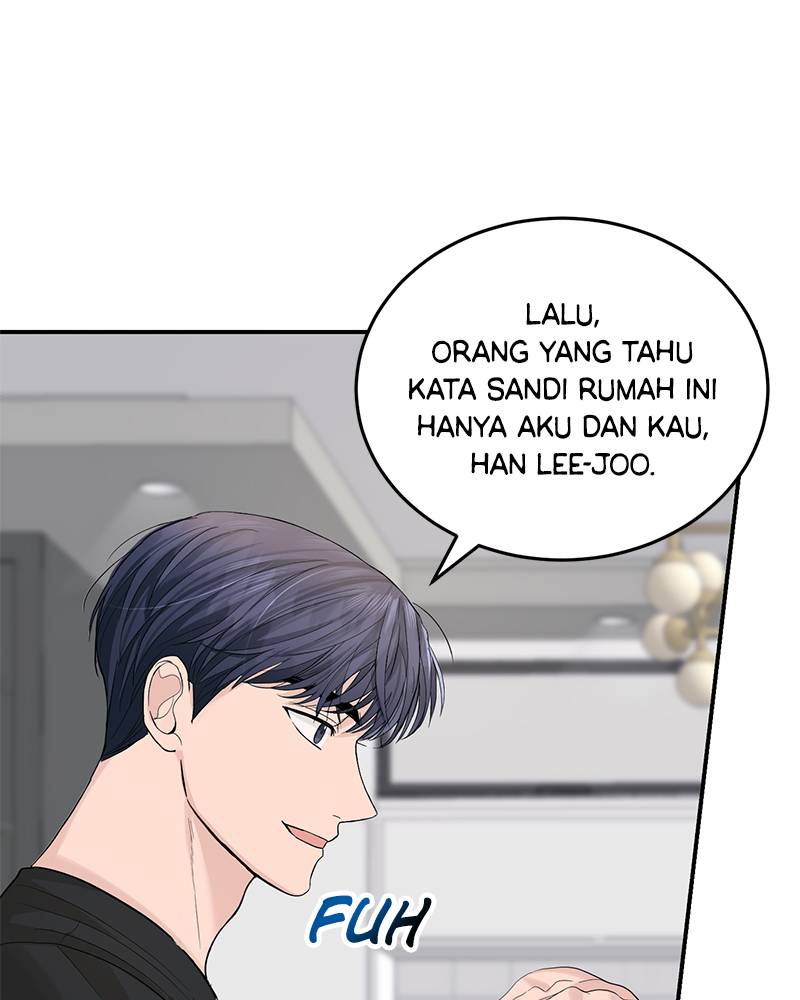 LALU,
ORANG YANG TAHU
KATA SANDI RUMAH INI
HANYA AKU DAN KAU,
HAN LEE-JOO.
FUH